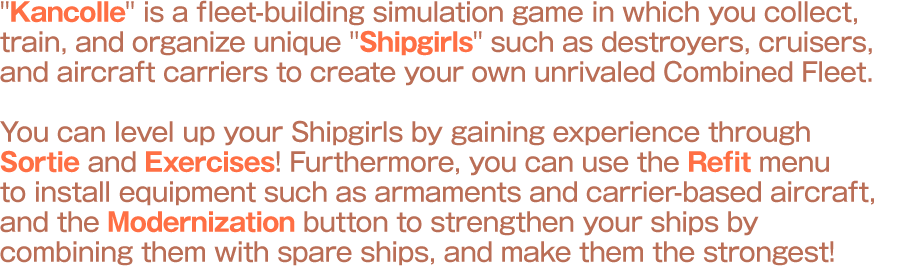 "Kancolle" is a fleet-building simulation game in which you collect,
train, and organize unique "Shipgirls" such as destroyers, cruisers,
and aircraft carriers to create your own unrivaled Combined Fleet.
You can level up your Shipgirls by gaining experience through
Sortie and Exercises! Furthermore, you can use the Refit menu
to install equipment such as armaments and carrier-based aircraft,
and the Modernization button to strengthen your ships by
combining them with spare ships, and make them the strongest!